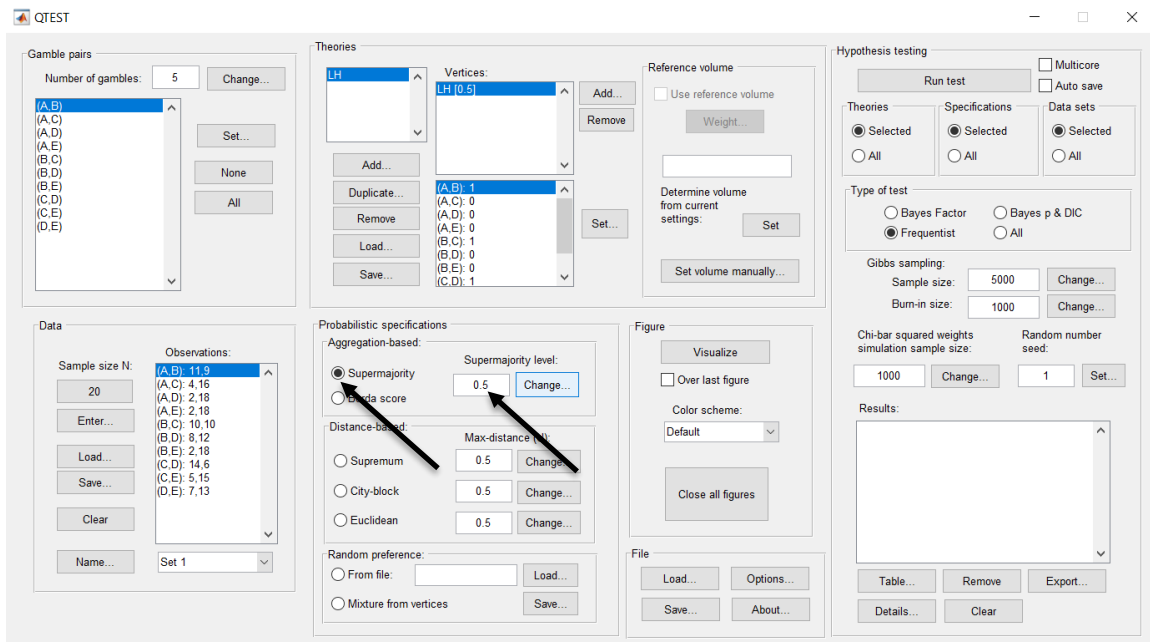 QTEST
Gamble pairs
Number of gambles: 5 Change...
(A,B)
(A,C)
(A,D)
(A,E)
(B,C)
(B,D)
(B,E)
(C,D)
(C,E)
(D,E)
Set...
None
All
Theories
LH
Add...
Duplicate...
Remove
Load...
Save...
Vertices:
LH [0.5]
Add...
Remove
(A,B): 1
(A,C): 0
(A,D): 0
(A,E): 0
(B,C): 1
(B,D): 0
(B,E): 0
(C,D): 1
Set...
Reference volume
Use reference volume
Weight...
Determine volume
from current
settings:
Set
Set volume manually...
Hypothesis testing
Run test
Multicore
Auto save
Theories
Selected
All
Specifications
Selected
All
Data sets
Selected
All
Type of test
Bayes Factor Bayes p & DIC
Frequentist All
Gibbs sampling:
Sample size: 5000 Change...
Burn-in size: 1000 Change...
Chi-bar squared weights
simulation sample size:
1000 Change...
Random number
seed:
1 Set...
Results:
Table... Remove Export...
Details... Clear
Data
Sample size N:
20
Enter...
Load...
Save...
Clear
Name... Set 1
Observations:
(A,B): 11,9
(A,C): 4,16
(A,D): 2,18
(A,E): 2,18
(B,C): 10,10
(B,D): 8,12
(B,E): 2,18
(C,D): 14,6
(C,E): 5,15
(D,E): 7,13
Probabilistic specifications
Aggregation-based:
Supermajority
Supermajority level:
0.5 Change...
score
Distance-based:
Supremum 0.5
City-block 0.5 Change...
Euclidean 0.5 Change...
Random preference:
From file: Load...
Mixture from vertices Save...
Figure
Visualize
Over last figure
Color scheme:
Default
Close all figures
File
Load... Options...
Save... About...